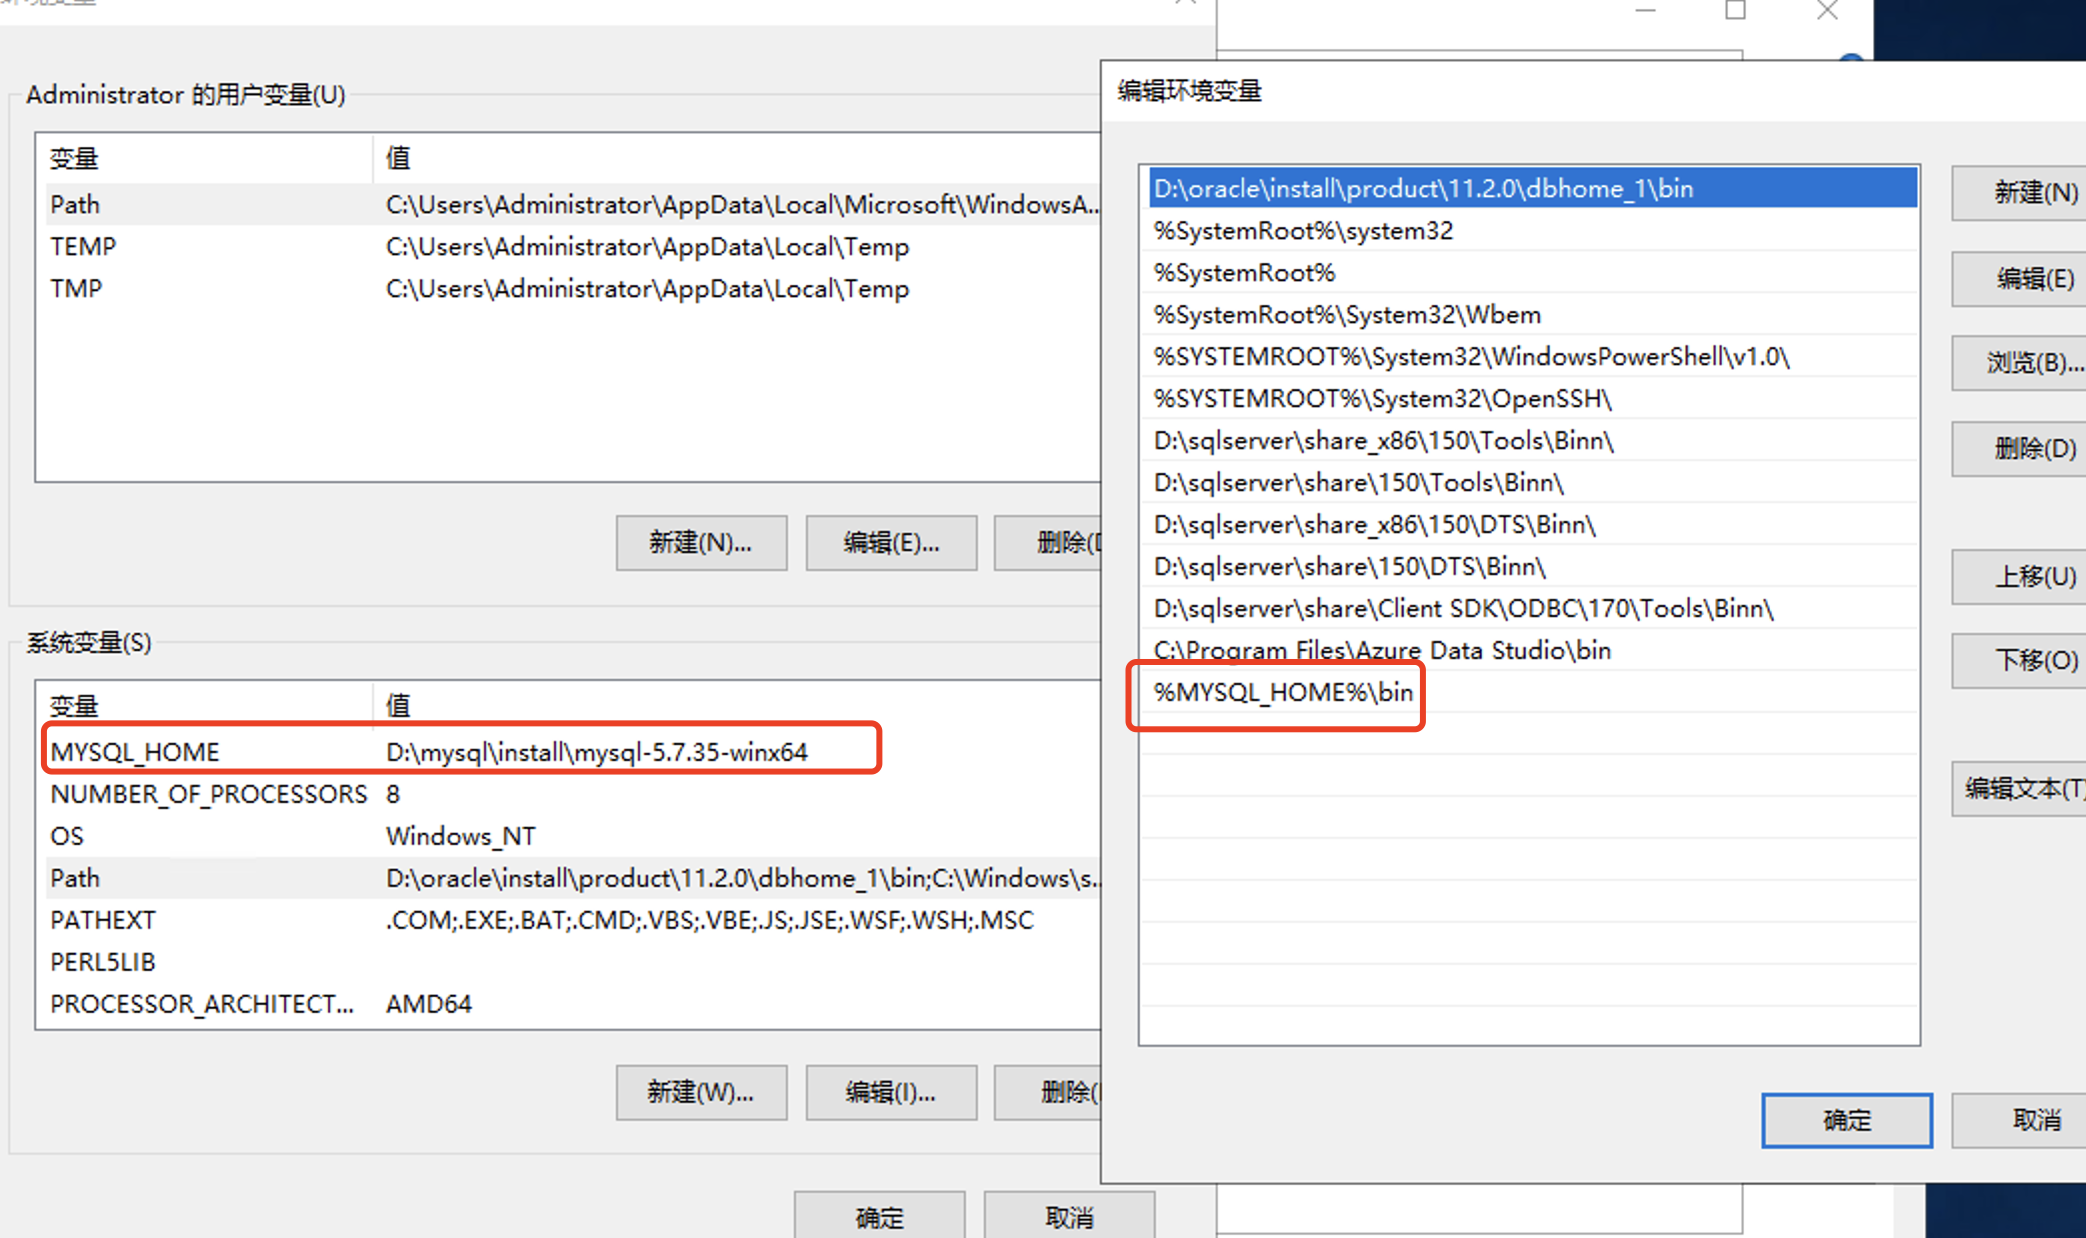 Administrator 的用户变量(U)
变量 值
Path C:\Users\Administrator\AppData\Local\Microsoft\WindowsA...
TEMP C:\Users\Administrator\AppData\Local\Temp
TMP C:\Users\Administrator\AppData\Local\Temp
新建(N)... 编辑(E)... 删除(
系统变量(S)
变量 值
MYSQL_HOME D:\mysql\install\mysql-5.7.35-winx64
NUMBER_OF_PROCESSORS 8
OS Windows_NT
Path D:\oracle\install\product\11.2.0\dbhome_1\bin;C:\Windows\s...
PATHEXT .COM;.EXE;.BAT;.CMD;.VBS;.VBE;.JS;.JSE;.WSF;.WSH;.MSC
PERL5LIB
PROCESSOR_ARCHITECT... AMD64
新建(W)... 编辑(I)... 删除(
确定 取消
编辑环境变量
D:\oracle\install\product\11.2.0\dbhome_1\bin
%SystemRoot%\system32
%SystemRoot%
%SystemRoot%\System32\Wbem
%SYSTEMROOT%\System32\WindowsPowerShell\v1.0\
%SYSTEMROOT%\System32\OpenSSH\
D:\sqlserver\share_x86\150\Tools\Binn\
D:\sqlserver\share\150\Tools\Binn\
D:\sqlserver\share_x86\150\DTS\Binn\
D:\sqlserver\share\150\DTS\Binn\
D:\sqlserver\share\Client SDK\ODBC\170\Tools\Binn\
C:\Program Files\Azure Data Studio\bin
%MYSQL_HOME%\bin
新建(N)
编辑(E)
浏览(B)...
删除(D)
上移(U)
下移(O)
编辑文本(T)
确定 取消